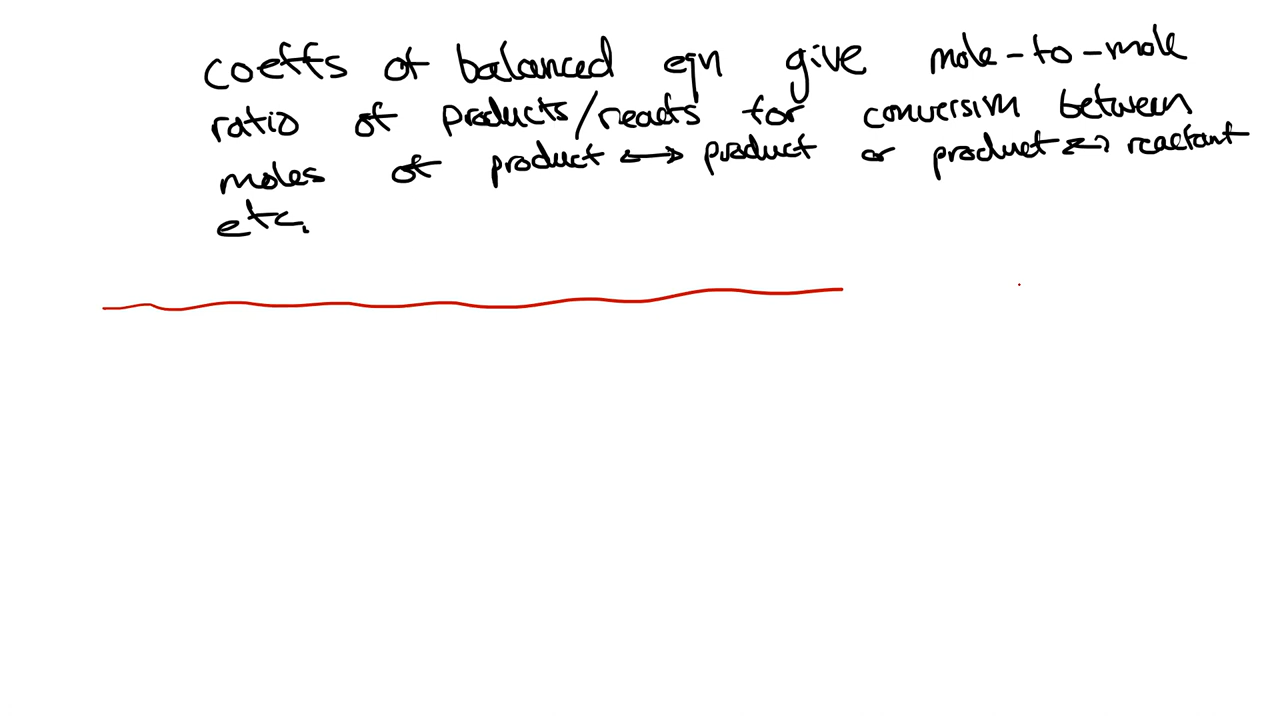 coeffs of balanced eqn give mole-to-mole
ratio of products/reacts for conversion between
moles of product ↔ product or product ↔ reactant
etc.